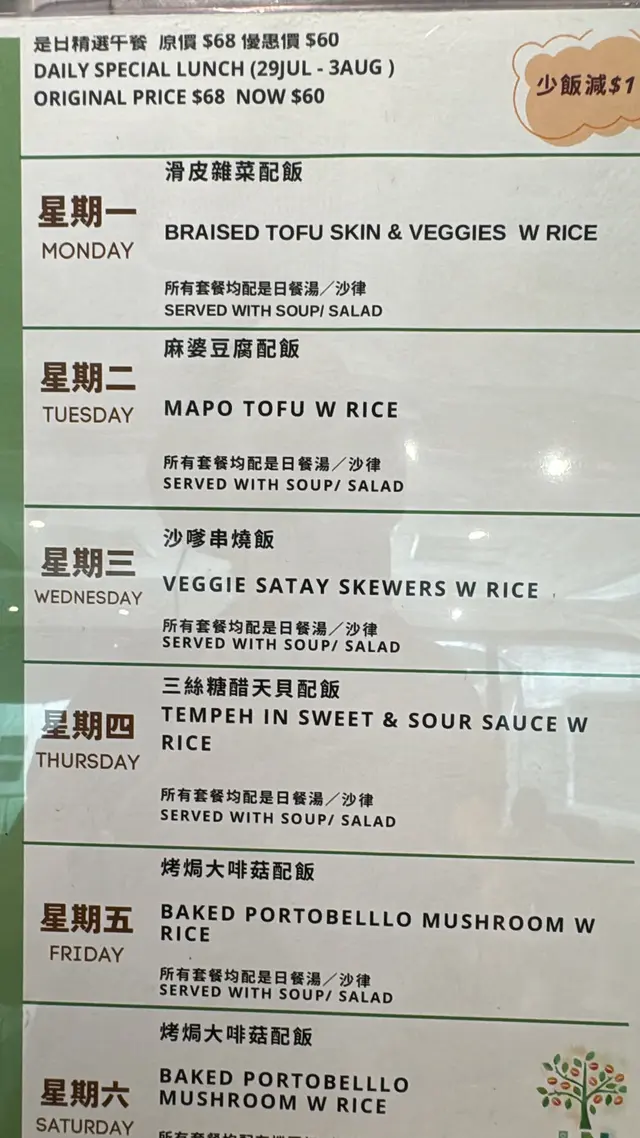 是日精選午餐 原價 $68 優惠價 $60
DAILY SPECIAL LUNCH (29JUL - 3AUG )
ORIGINAL PRICE $68 NOW $60
少飯減$1
滑皮雜菜配飯
星期一
MONDAY
BRAISED TOFU SKIN & VEGGIES W RICE
所有套餐均配是日餐湯／沙律
SERVED WITH SOUP/ SALAD
麻婆豆腐配飯
星期二
TUESDAY
MAPO TOFU W RICE
所有套餐均配是日餐湯／沙律
SERVED WITH SOUP/ SALAD
沙嗲串燒飯
星期三
WEDNESDAY
VEGGIE SATAY SKEWERS W RICE
所有套餐均配是日餐湯／沙律
SERVED WITH SOUP/ SALAD
三絲糖醋天貝配飯
星期四
THURSDAY
TEMPEH IN SWEET & SOUR SAUCE W
RICE
所有套餐均配是日餐湯／沙律
SERVED WITH SOUP/ SALAD
烤焗大啡菇配飯
星期五
FRIDAY
BAKED PORTOBELLLO MUSHROOM W
RICE
所有套餐均配是日餐湯／沙律
SERVED WITH SOUP/ SALAD
烤焗大啡菇配飯
星期六
SATURDAY
BAKED PORTOBELLLO
MUSHROOM W RICE